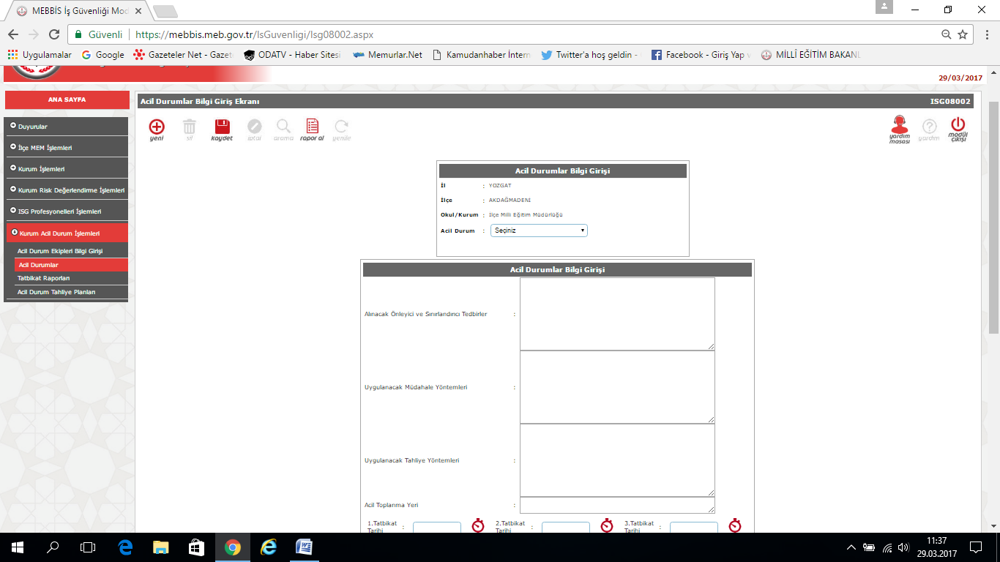 MEBBİS İş Güvenliği Mod
Güvenli
https://mebbis.meb.gov.tr/IsGuvenligi/Isg08002.aspx
Uygulamalar
Google
Gazeteler Net - Gazet
ODATV - Haber Sitesi
Memurlar.Net
Kamudanhaber İntern
Twitter'a hoş geldin -
Facebook - Giriş Yap v
MİLLÎ EĞİTİM BAKANL
29/03/2017
ANA SAYFA
Duyurular
İlçe MEM İşlemleri
Kurum İşlemleri
Kurum Risk Değerlendirme İşlemleri
ISG Profesyonelleri İşlemleri
Kurum Acil Durum İşlemleri
Acil Durum Ekipleri Bilgi Girişi
Acil Durumlar
Tatbikat Raporları
Acil Durum Tahliye Planları
Acil Durumlar Bilgi Giriş Ekranı
ISG08002
yeni
sil
kaydet
iptal
arama
rapor al
yenile
yardım masası
yardım
modül çıkışı
Acil Durumlar Bilgi Girişi
İl : YOZGAT
İlçe : AKDAĞMADENİ
Okul/Kurum : İlçe Milli Eğitim Müdürlüğü
Acil Durum : Seçiniz
Acil Durumlar Bilgi Girişi
Alınacak Önleyici ve Sınırlandırıcı Tedbirler :
Uygulanacak Müdahale Yöntemleri :
Uygulanacak Tahliye Yöntemleri :
Acil Toplanma Yeri :
1.Tatbikat Tarihi :
2.Tatbikat Tarihi :
3.Tatbikat Tarihi :
11:37
29.03.2017